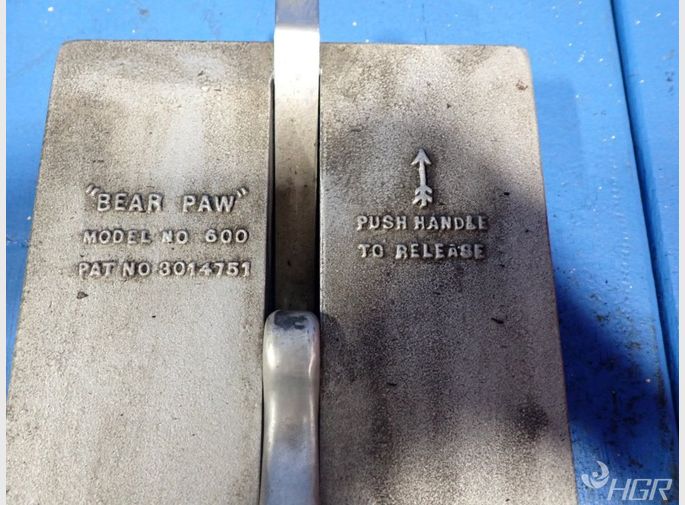 "BEAR PAW"
MODEL NO 600
PAT NO 3014751
PUSH HANDLE
TO RELEASE
HGR